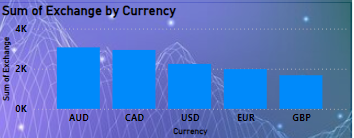 Sum of Exchange by Currency
4K
2K
0K
Sum of Exchange
AUD CAD USD EUR GBP
Currency